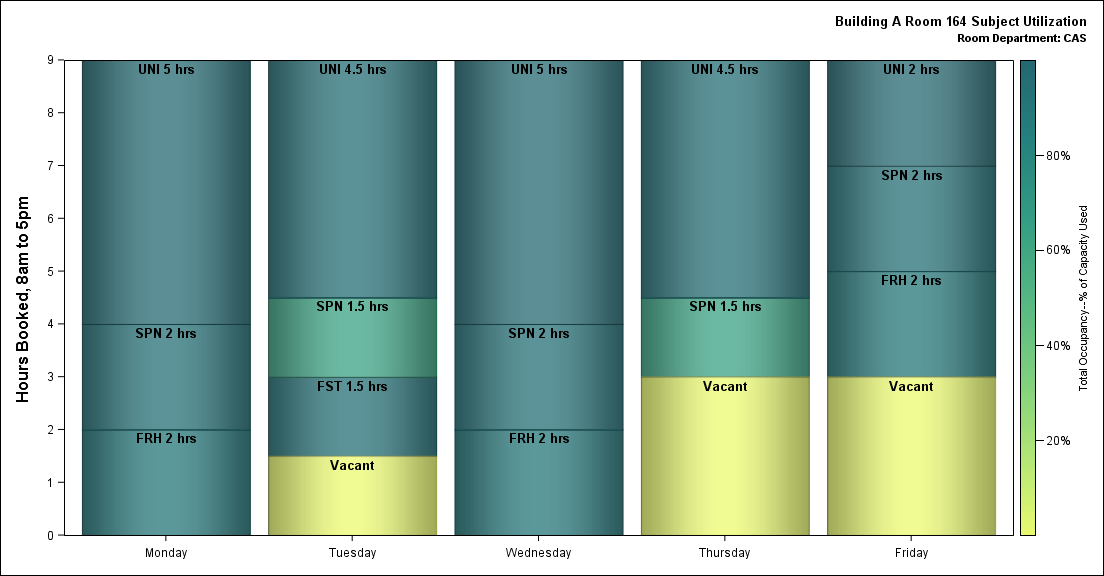 Building A Room 164 Subject Utilization
Room Department: CAS
Hours Booked, 8am to 5pm
9
8
7
6
5
4
3
2
1
0
UNI 5 hrs
SPN 2 hrs
FRH 2 hrs
Monday
UNI 4.5 hrs
SPN 1.5 hrs
FST 1.5 hrs
Vacant
Tuesday
UNI 5 hrs
SPN 2 hrs
FRH 2 hrs
Wednesday
UNI 4.5 hrs
SPN 1.5 hrs
Vacant
Thursday
UNI 2 hrs
SPN 2 hrs
FRH 2 hrs
Vacant
Friday
80%
60%
40%
20%
Total Occupancy--% of Capacity Used